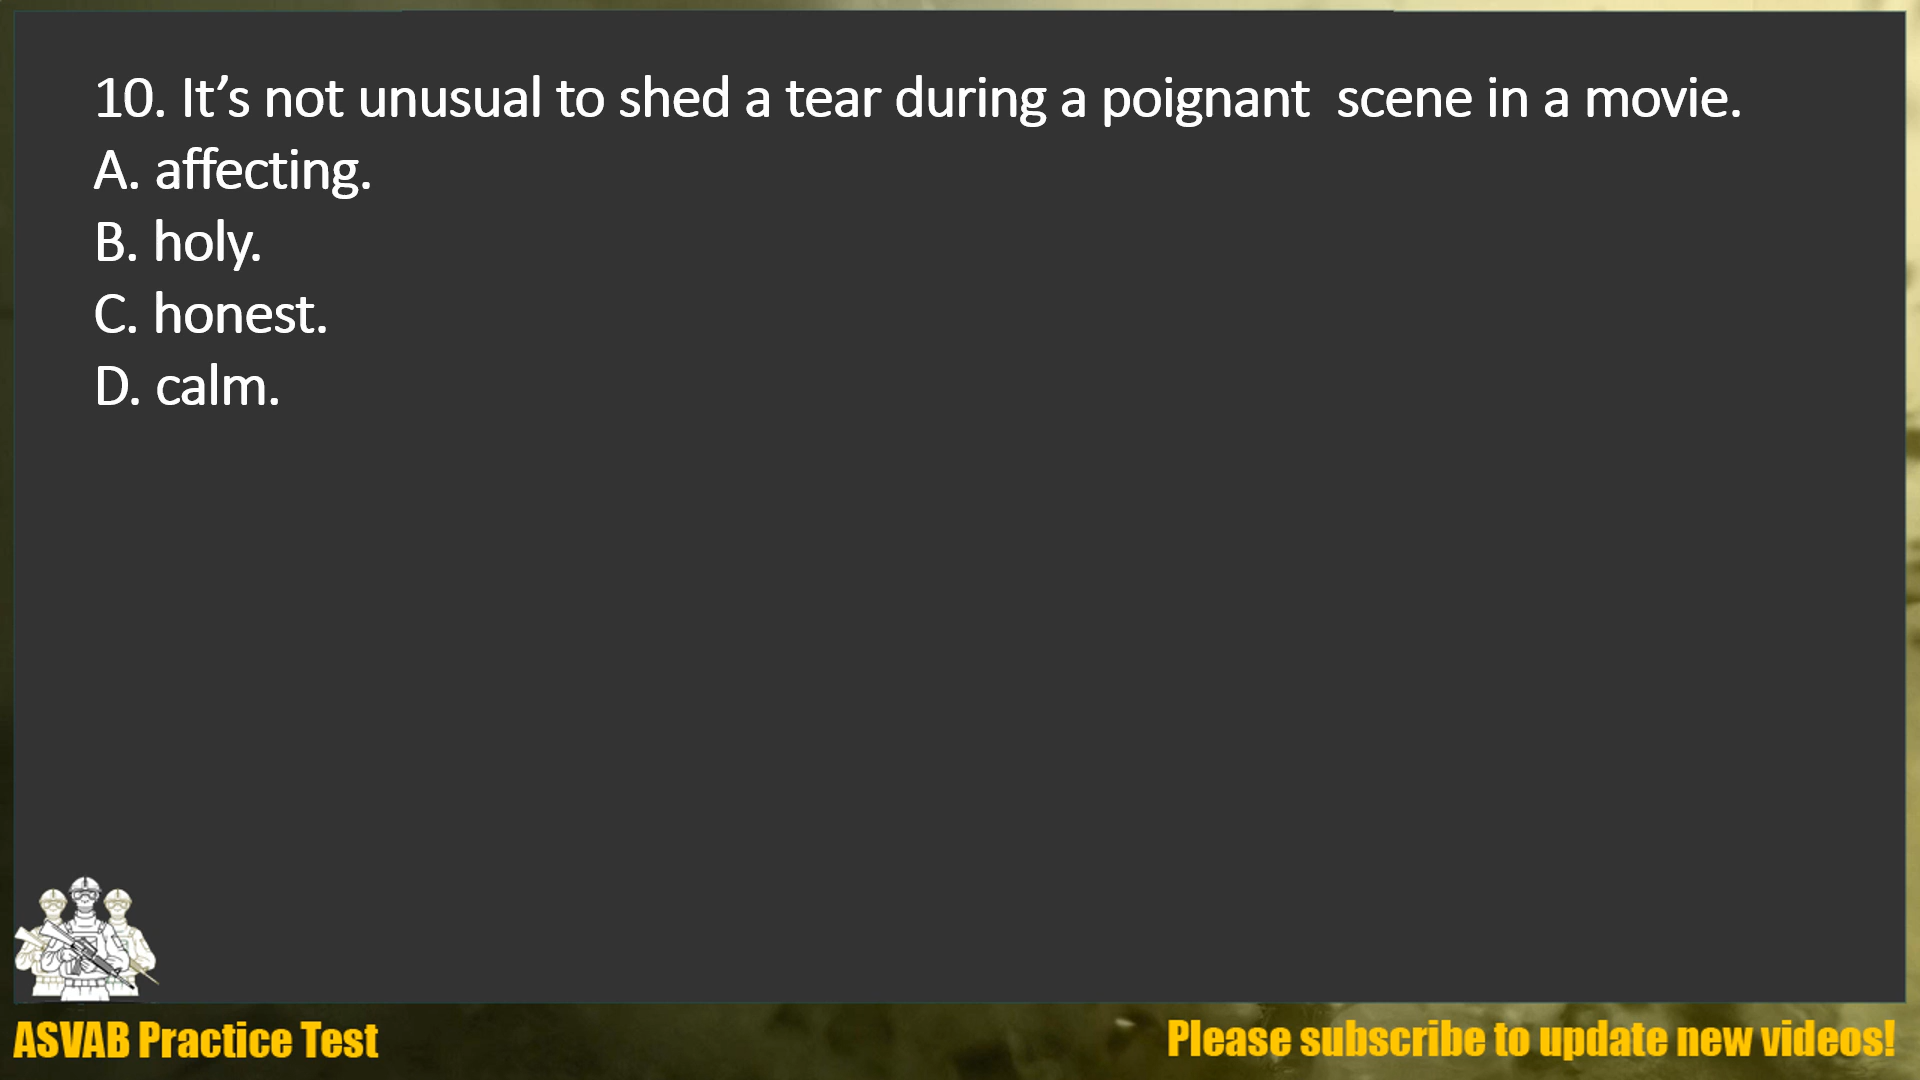 10. It’s not unusual to shed a tear during a poignant  scene in a movie.
A. affecting.
B. holy.
C. honest.
D. calm.
ASVAB Practice Test
Please subscribe to update new videos!